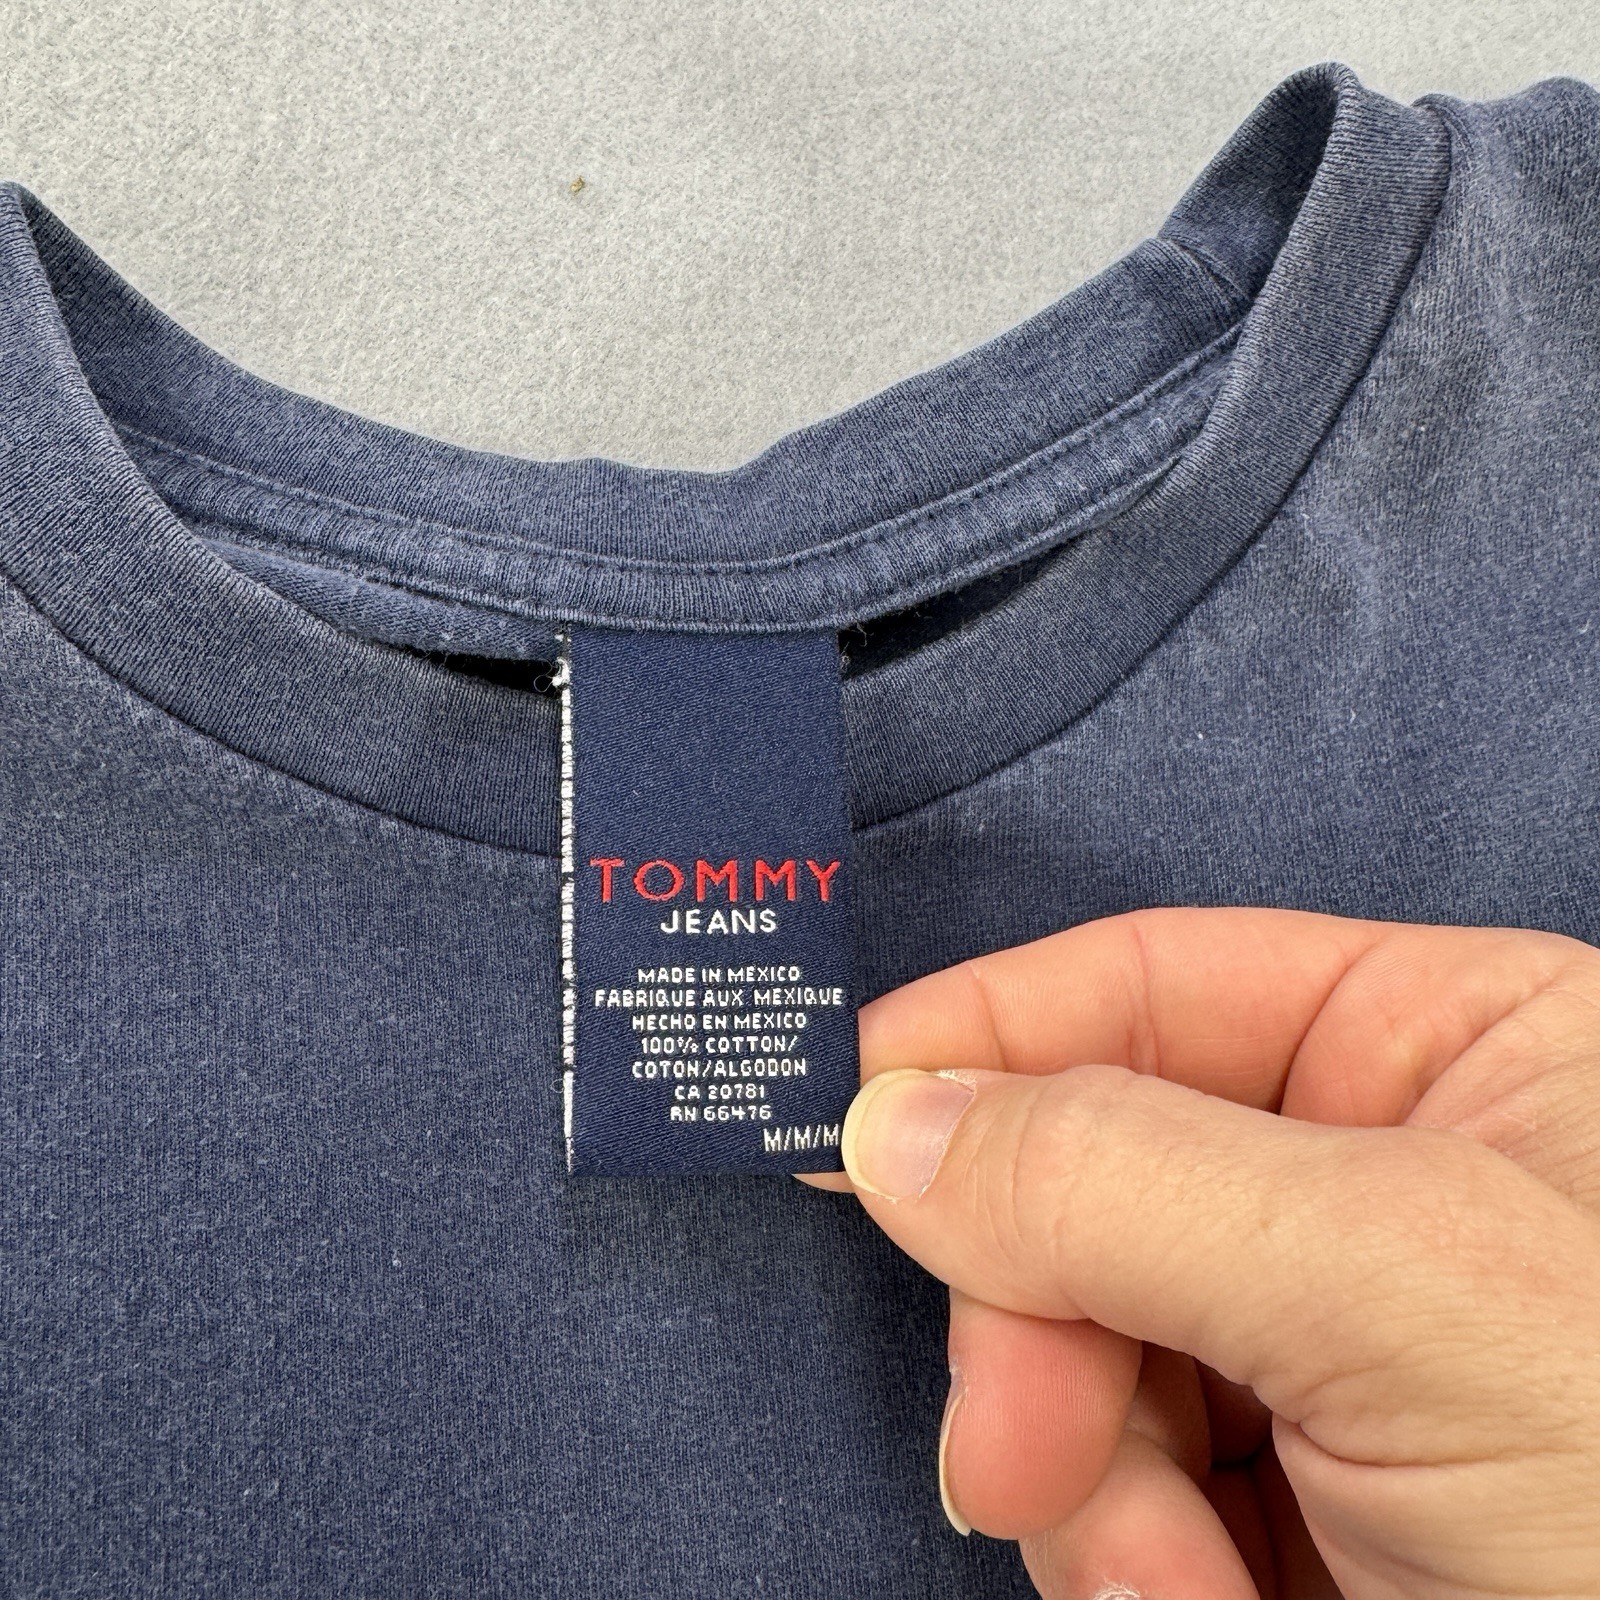 TOMMY
JEANS
MADE IN MEXICO
FABRIQUE AUX MEXIQUE
HECHO EN MEXICO
100% COTTON/
COTON/ALGODON
CA 20781
RN 66476
M/M/M